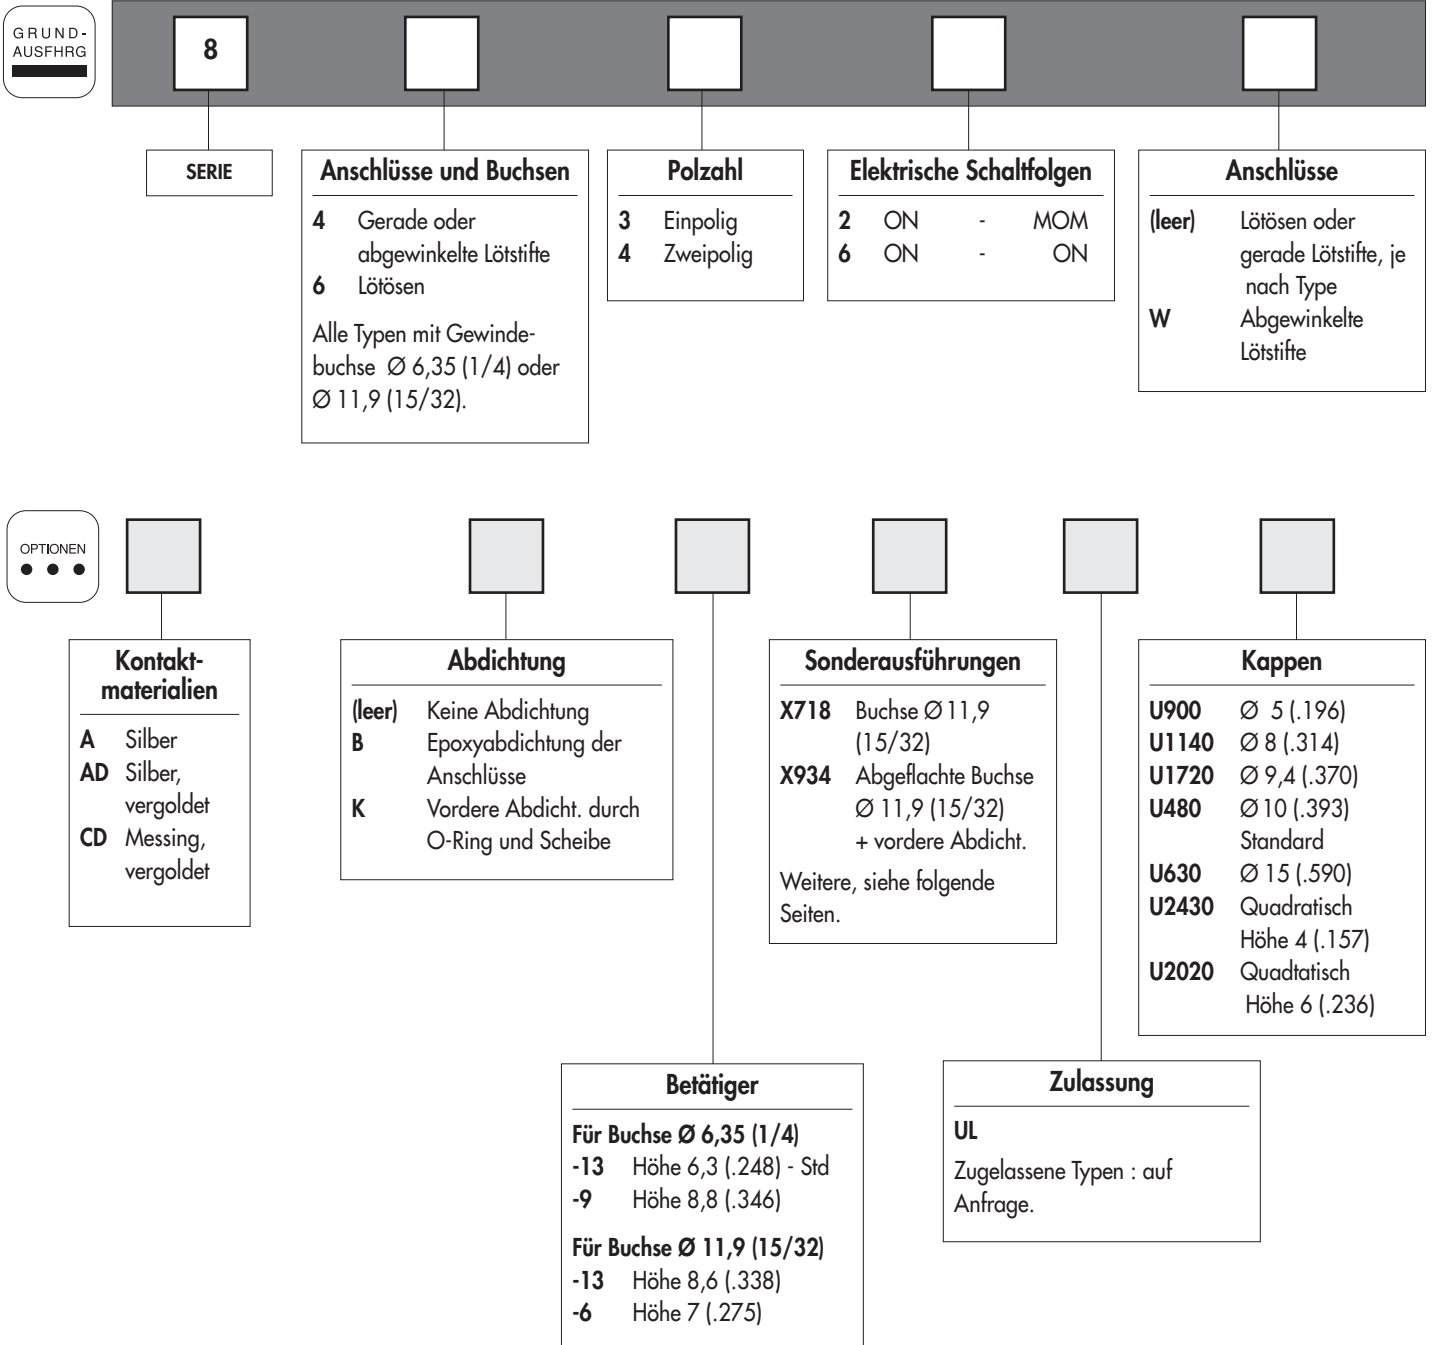 GRUND-
AUSFHRG
8
SERIE
Anschlüsse und Buchsen
4 Gerade oder
abgewinkelte Lötstifte
6 Lötösen
Alle Typen mit Gewinde-
buchse Ø 6,35 (1/4) oder
Ø 11,9 (15/32).
Polzahl
3 Einpolig
4 Zweipolig
Elektrische Schaltfolgen
2 ON - MOM
6 ON - ON
Anschlüsse
(leer) Lötösen oder
gerade Lötstifte, je
nach Type
W Abgewinkelte
Lötstifte
OPTIONEN
Kontakt-
materialien
A Silber
AD Silber,
vergoldet
CD Messing,
vergoldet
Abdichtung
(leer) Keine Abdichtung
B Epoxyabdichtung der
Anschlüsse
K Vordere Abdicht. durch
O-Ring und Scheibe
Sonderausführungen
X718 Buchse Ø 11,9
(15/32)
X934 Abgeflachte Buchse
Ø 11,9 (15/32)
+ vordere Abdicht.
Weitere, siehe folgende
Seiten.
Kappen
U900 Ø 5 (.196)
U1140 Ø 8 (.314)
U1720 Ø 9,4 (.370)
U480 Ø 10 (.393)
Standard
U630 Ø 15 (.590)
U2430 Quadratisch
Höhe 4 (.157)
U2020 Quadtatisch
Höhe 6 (.236)
Betätiger
Für Buchse Ø 6,35 (1/4)
-13 Höhe 6,3 (.248) - Std
-9 Höhe 8,8 (.346)
Für Buchse Ø 11,9 (15/32)
-13 Höhe 8,6 (.338)
-6 Höhe 7 (.275)
Zulassung
UL
Zugelassene Typen : auf
Anfrage.